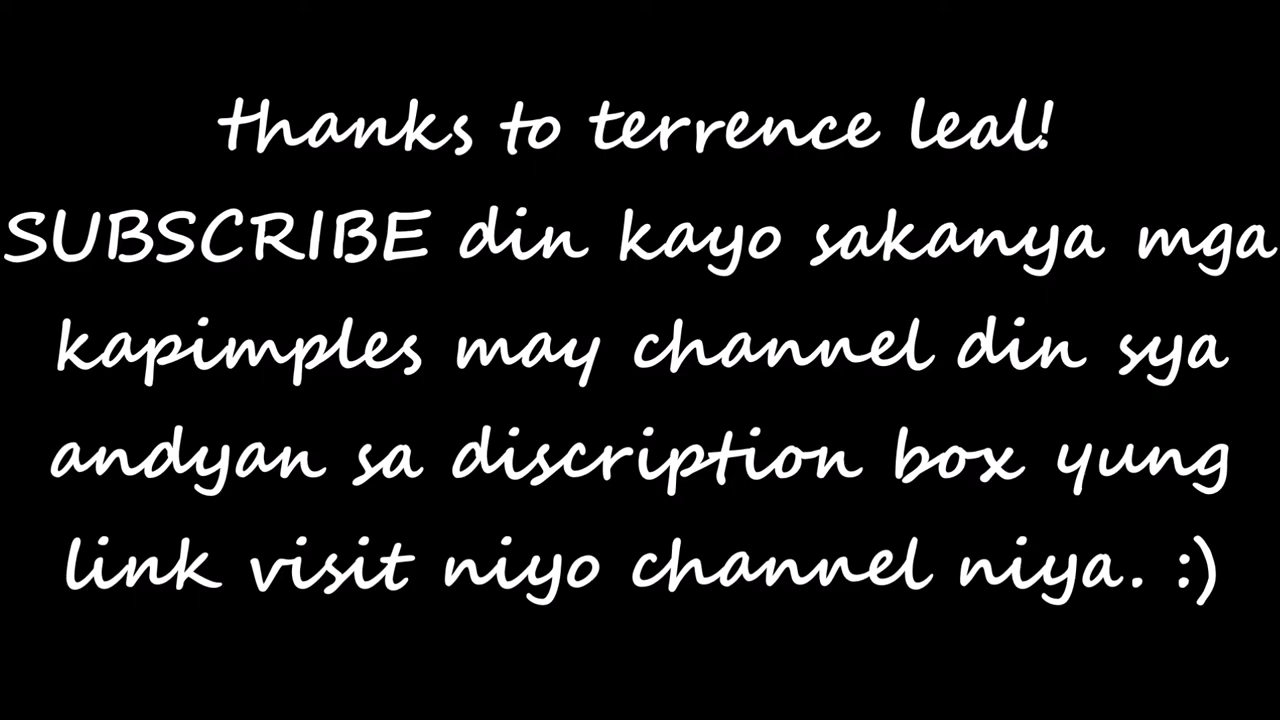 thanks to terrence leal!
SUBSCRIBE din kayo sakanya mga
kapimples may channel din sya
andyan sa discription box yung
link visit niyo channel niya. :)